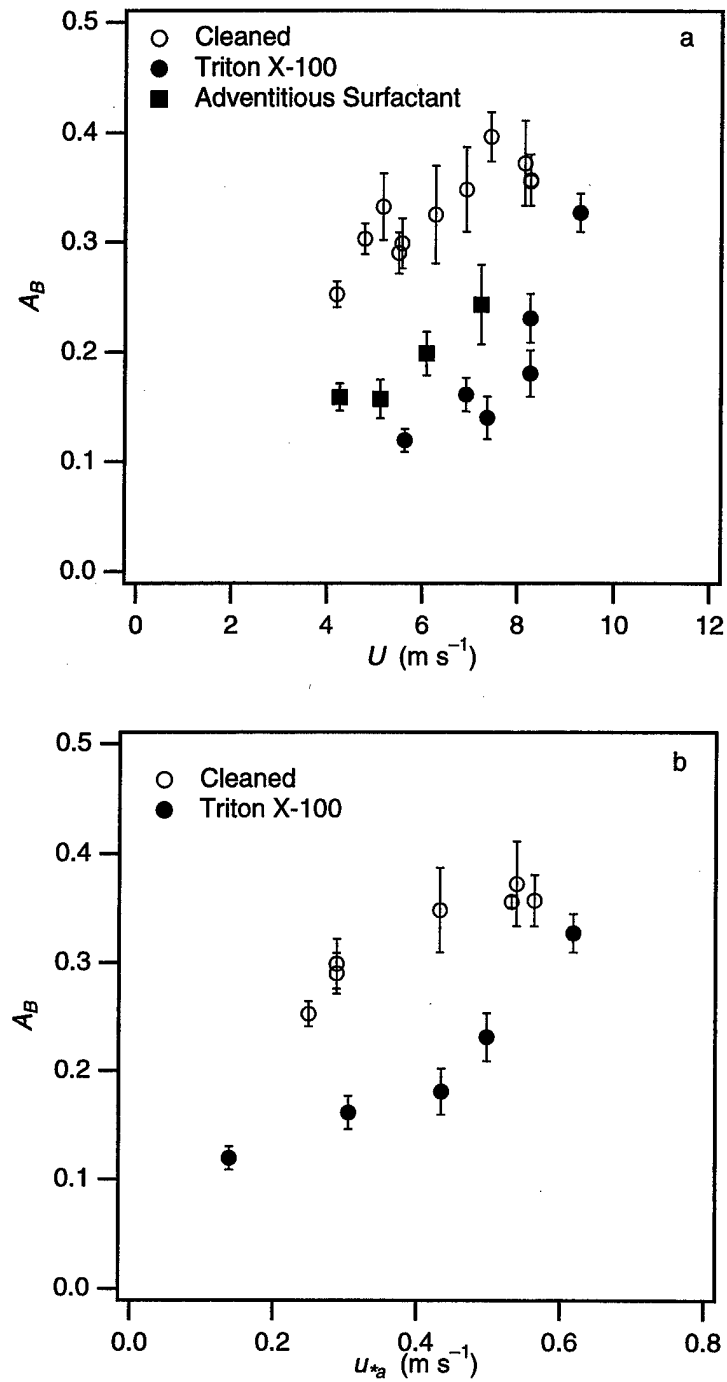 a
Cleaned
Triton X-100
Adventitious Surfactant
0.5
0.4
0.3
0.2
0.1
0.0
A_B
0 2 4 6 8 10 12
U (m s⁻¹)
b
Cleaned
Triton X-100
0.5
0.4
0.3
0.2
0.1
0.0
A_B
0.0 0.2 0.4 0.6 0.8
u_*a (m s⁻¹)